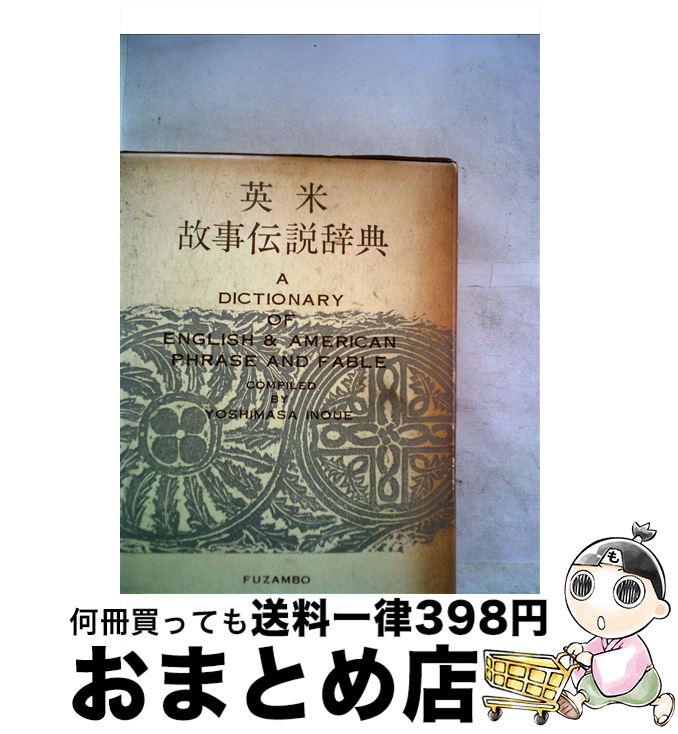 英米
故事伝説辞典
A
DICTIONARY
OF
ENGLISH & AMERICAN
PHRASE AND FABLE
COMPILED
BY
YOSHIMASA INOUE
FUZAMBO
も
何冊買っても送料一律398円
おまとめ店